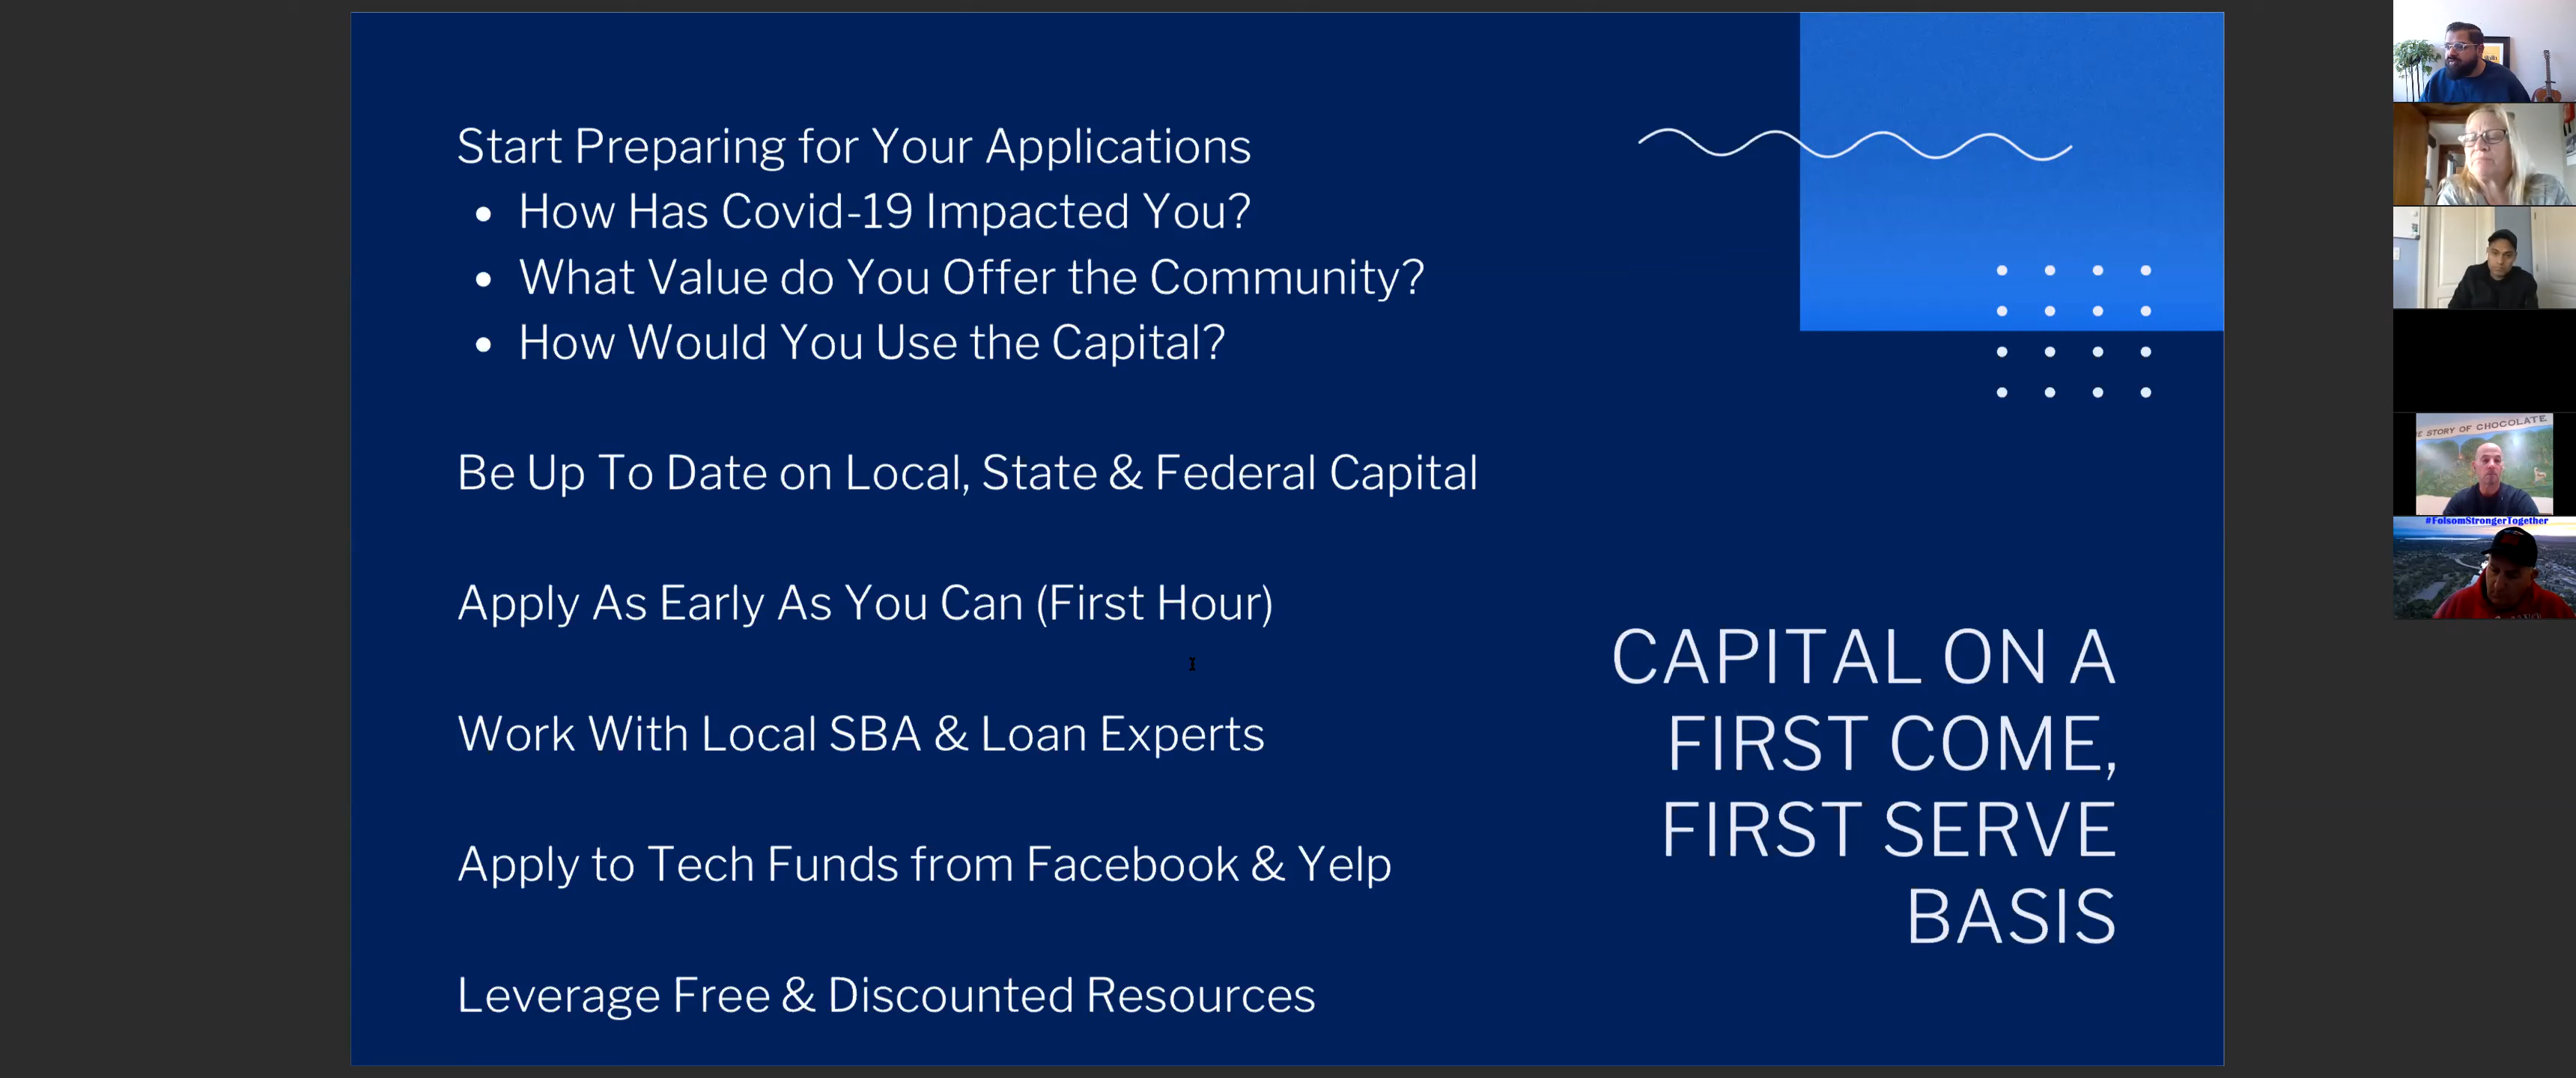 Start Preparing for Your Applications
• How Has Covid-19 Impacted You?
• What Value do You Offer the Community?
• How Would You Use the Capital?
Be Up To Date on Local, State & Federal Capital
Apply As Early As You Can (First Hour)
Work With Local SBA & Loan Experts
Apply to Tech Funds from Facebook & Yelp
Leverage Free & Discounted Resources
CAPITAL ON A
FIRST COME,
FIRST SERVE
BASIS
STORY OF CHOCOLATE
#FolsomStrongerTogether